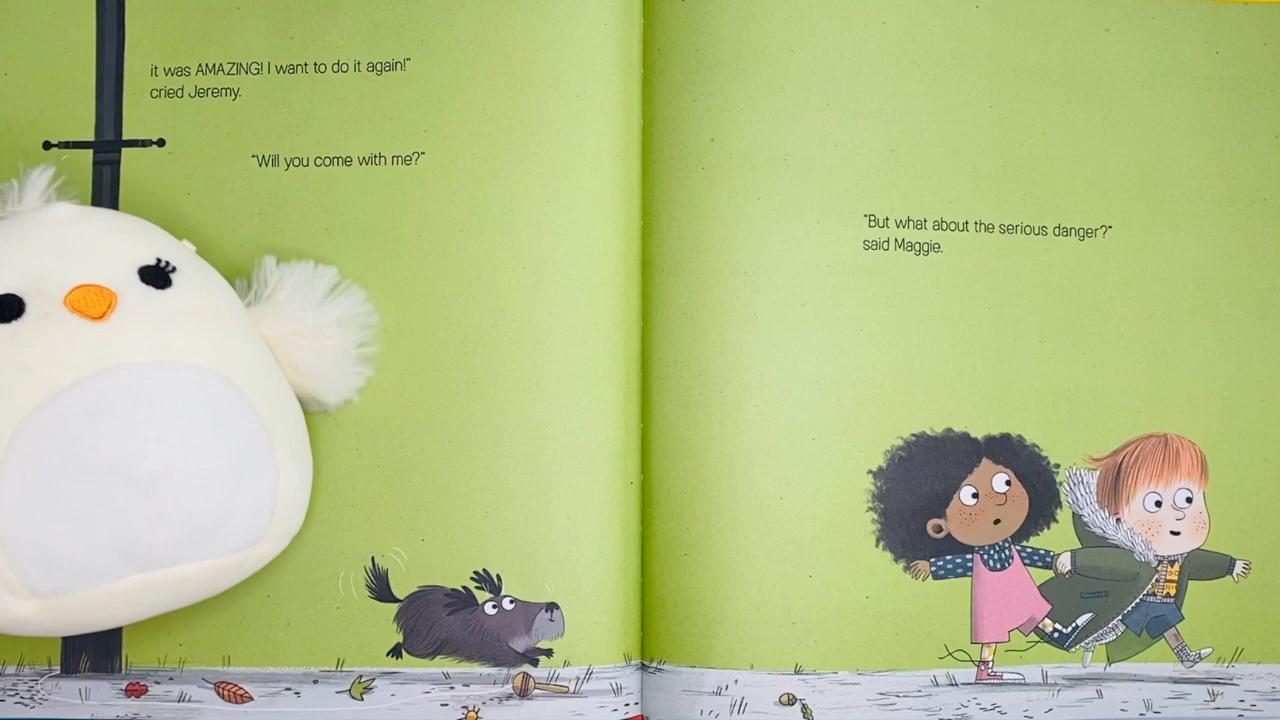 it was AMAZING! I want to do it again!"
cried Jeremy.
"Will you come with me?"
"But what about the serious danger?"
said Maggie.